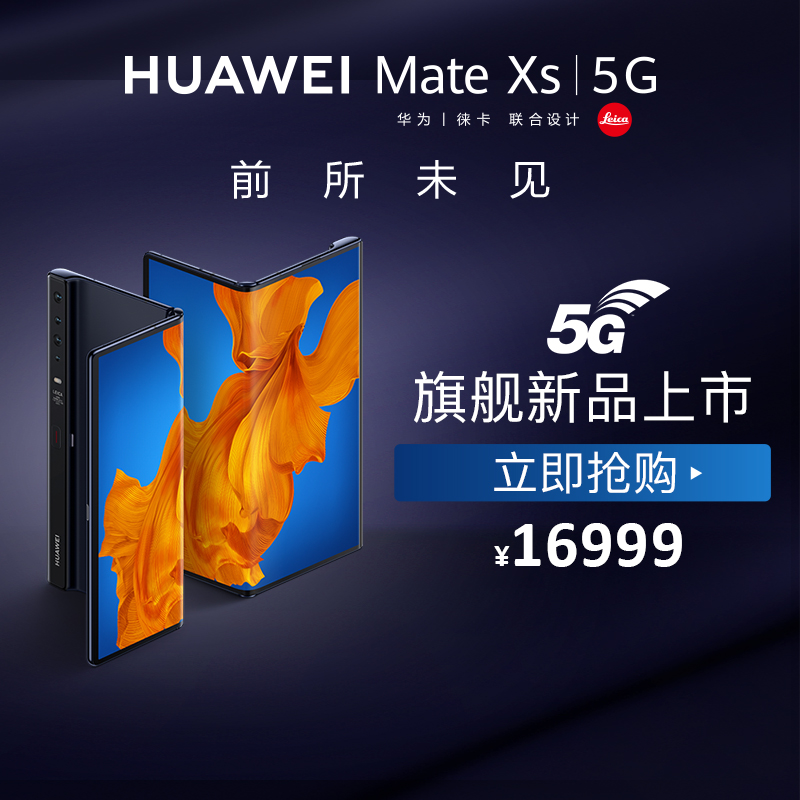 HUAWEI Mate Xs | 5G
华为 | 徕卡 联合设计 Leica
前所未见
5G
旗舰新品上市
立即抢购
¥16999
LEICA
HUAWEI